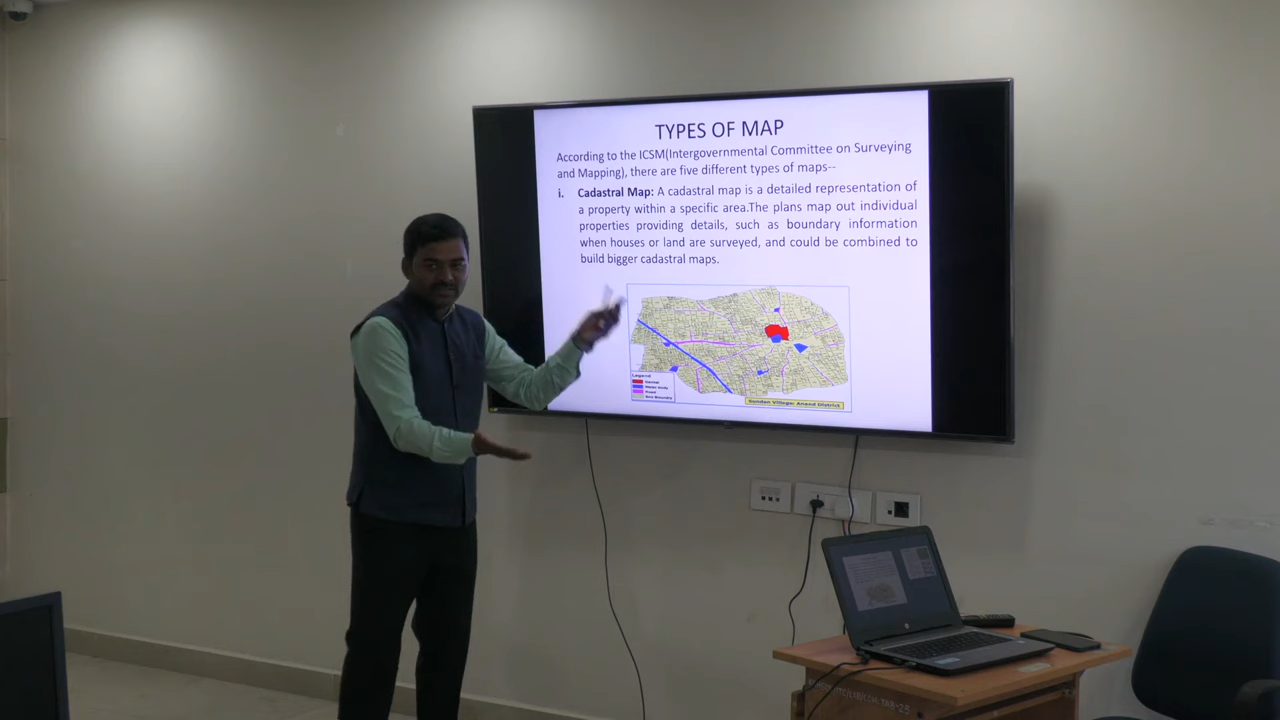 TYPES OF MAP
According to the ICSM(Intergovernmental Committee on Surveying
and Mapping), there are five different types of maps--
i. Cadastral Map: A cadastral map is a detailed representation of
a property within a specific area.The plans map out individual
properties providing details, such as boundary information
when houses or land are surveyed, and could be combined to
build bigger cadastral maps.
Legend
Road
Sundan Village: Anand District